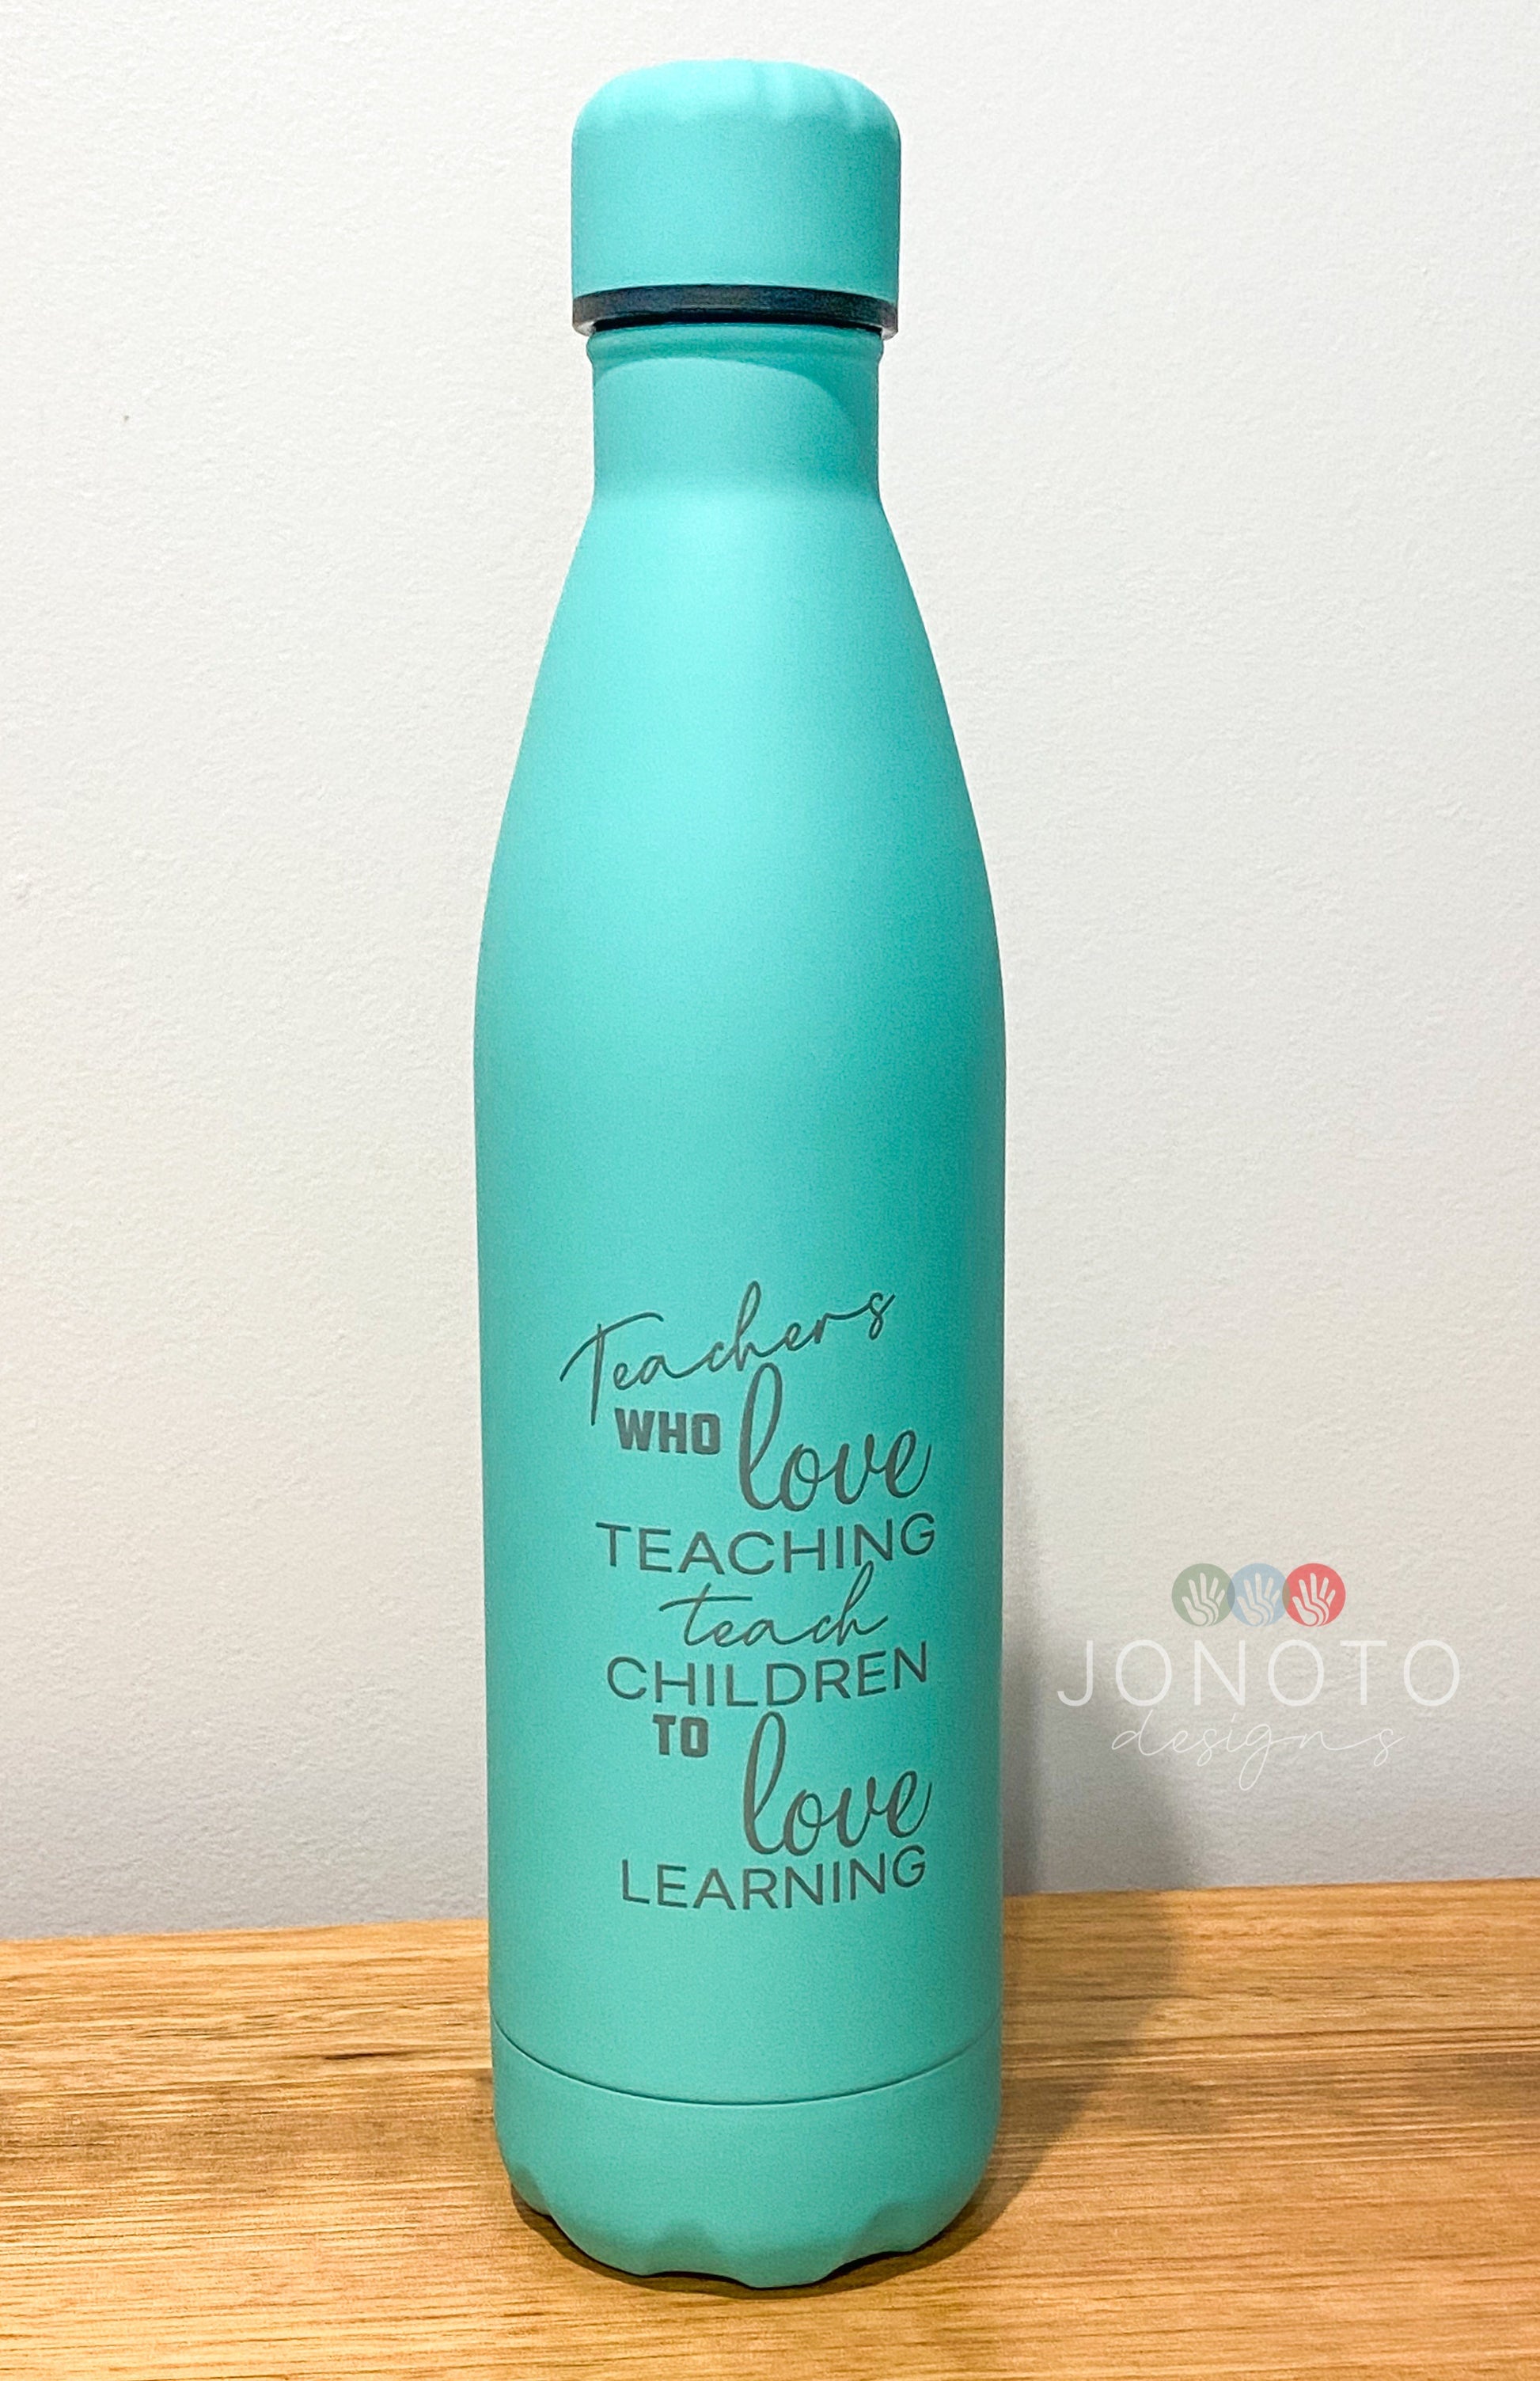 Teachers
WHO love
TEACHING
teach
CHILDREN
TO love
LEARNING
JONOTO
designs